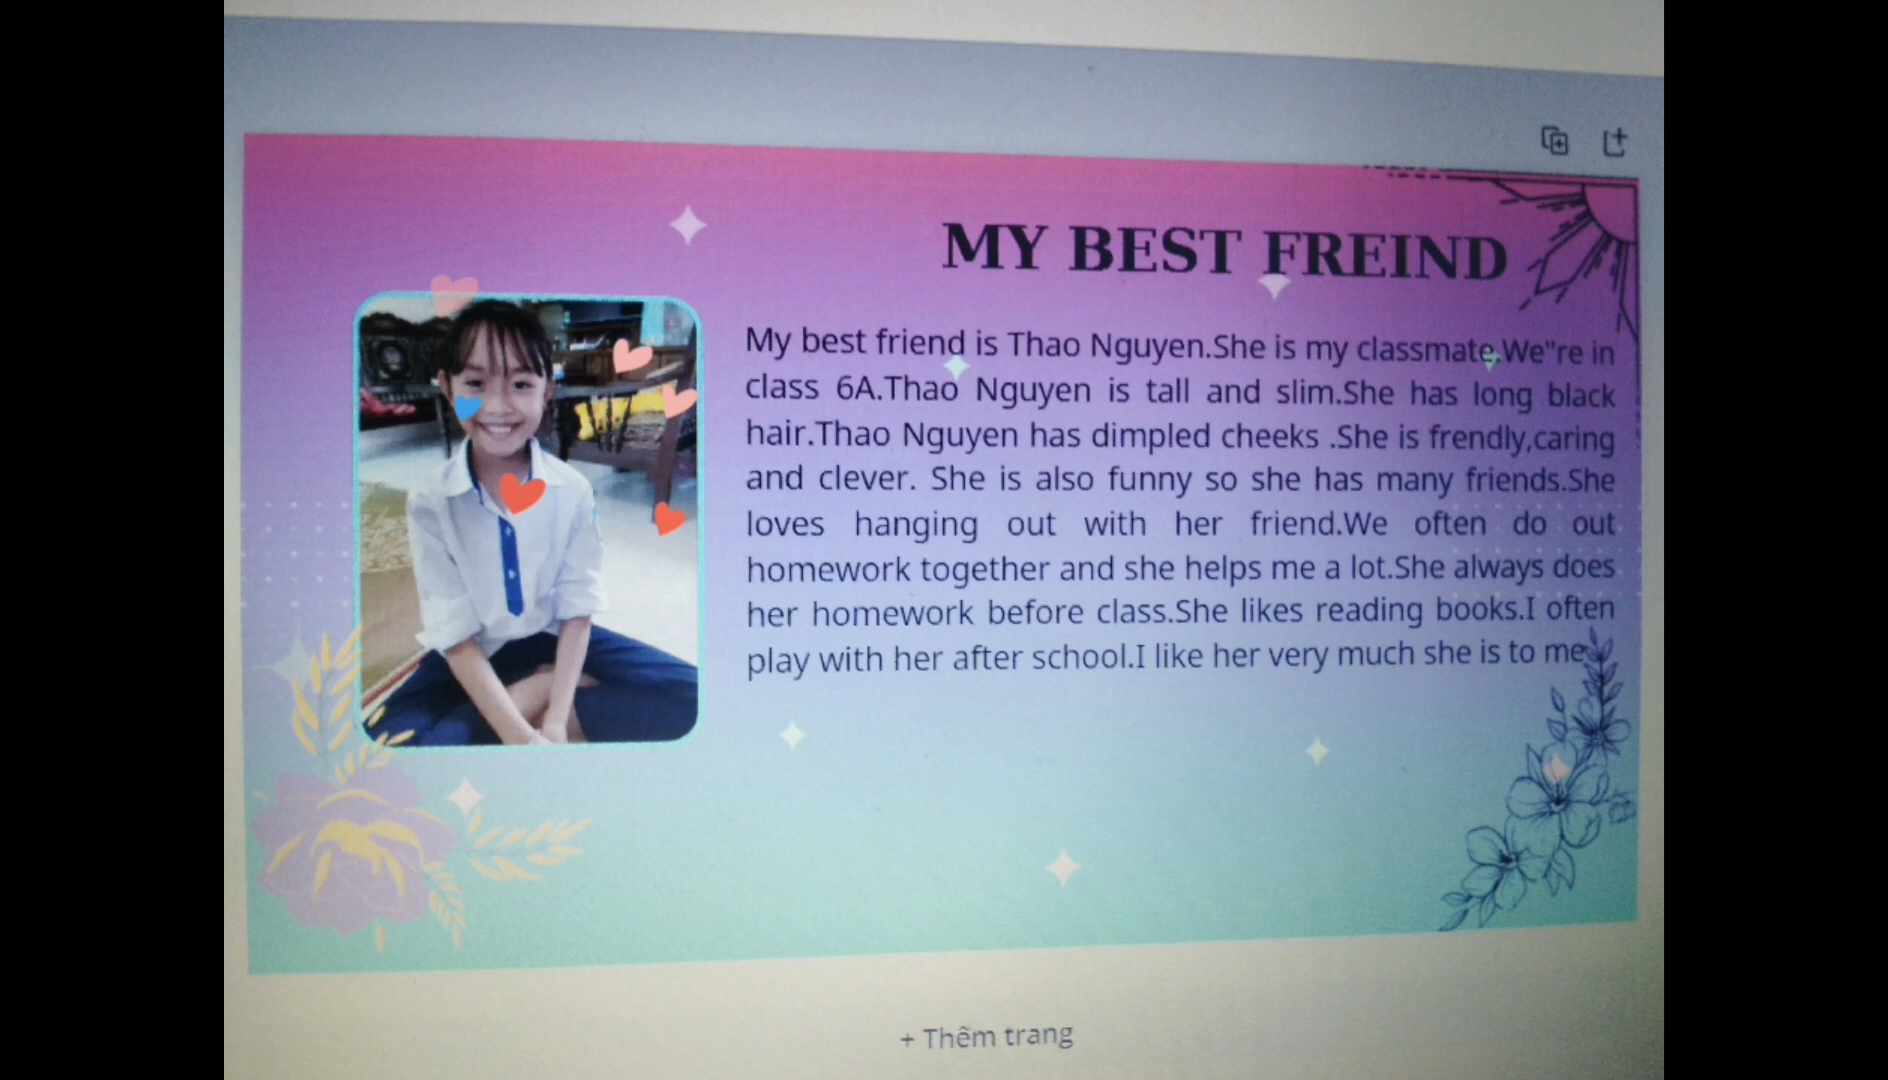 MY BEST FREIND
My best friend is Thao Nguyen.She is my classmate.We"re in
class 6A.Thao Nguyen is tall and slim.She has long black
hair.Thao Nguyen has dimpled cheeks .She is frendly,caring
and clever. She is also funny so she has many friends.She
loves hanging out with her friend.We often do out
homework together and she helps me a lot.She always does
her homework before class.She likes reading books.I often
play with her after school.I like her very much she is to me
+ Thêm trang